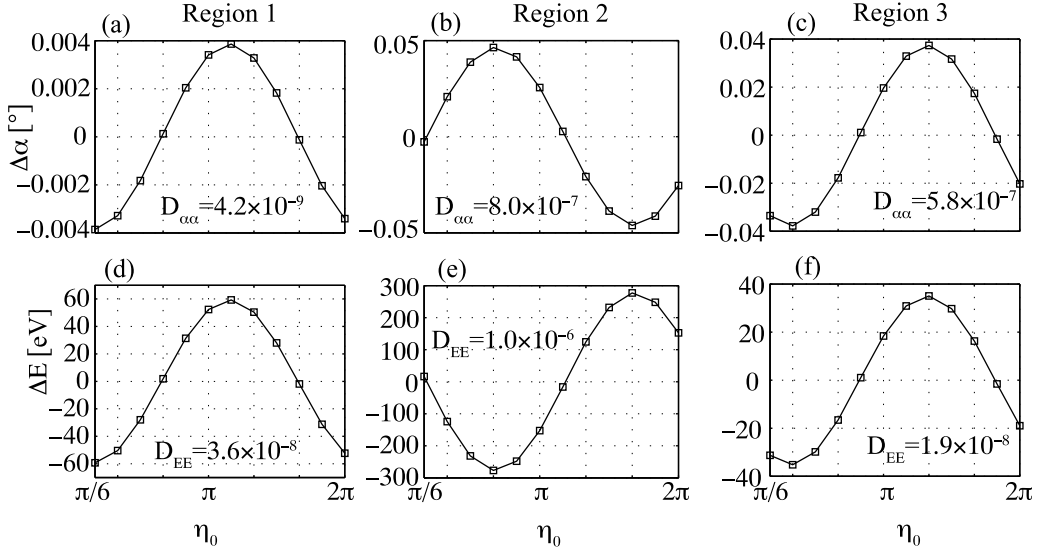 Region 1
Region 2
Region 3
(a)
(b)
(c)
Δα [°]
0.004
0.002
0
−0.002
−0.004
D_αα=4.2×10⁻⁹
0.05
0
−0.05
D_αα=8.0×10⁻⁷
0.04
0.02
0
−0.02
−0.04
D_αα=5.8×10⁻⁷
(d)
(e)
(f)
ΔE [eV]
60
40
20
0
−20
−40
−60
D_EE=3.6×10⁻⁸
π/6
π
2π
η₀
300
200
100
0
−100
−200
−300
D_EE=1.0×10⁻⁶
π/6
π
2π
η₀
40
20
0
−20
−40
D_EE=1.9×10⁻⁸
π/6
π
2π
η₀